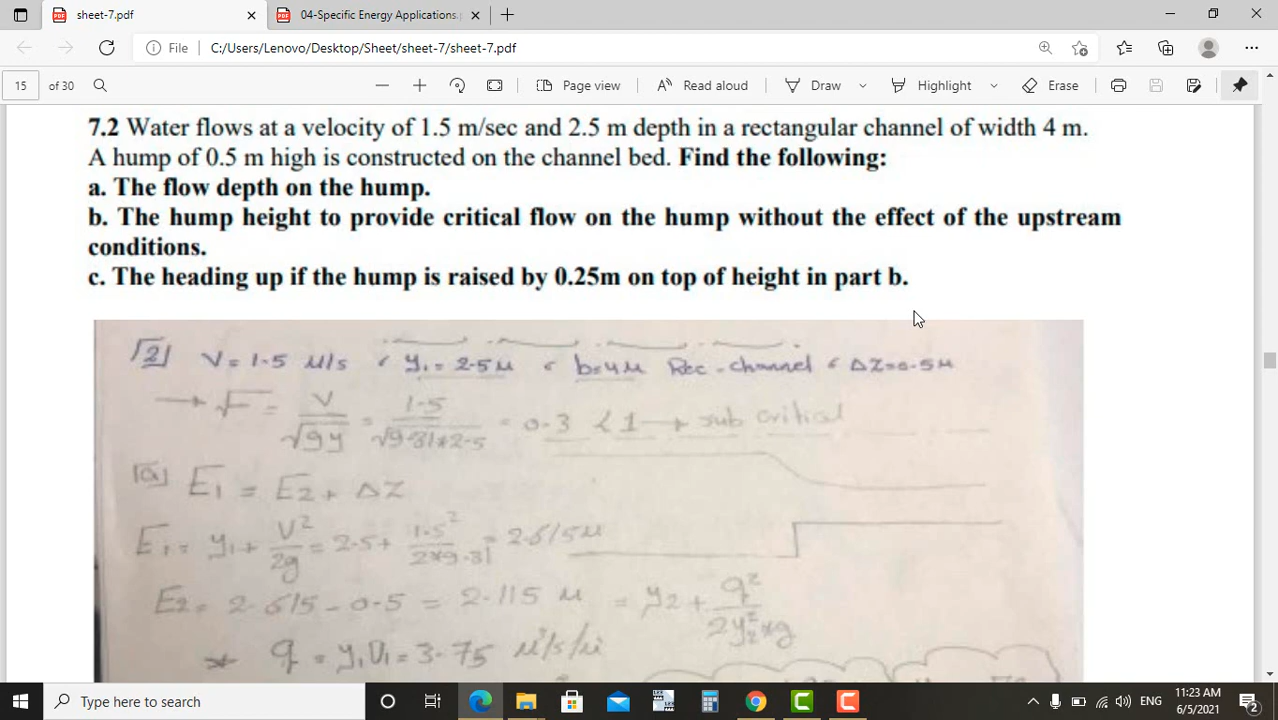 sheet-7.pdf
04-Specific Energy Applications.
File C:/Users/Lenovo/Desktop/Sheet/sheet-7/sheet-7.pdf
15 of 30 Page view Read aloud Draw Highlight Erase
7.2 Water flows at a velocity of 1.5 m/sec and 2.5 m depth in a rectangular channel of width 4 m.
A hump of 0.5 m high is constructed on the channel bed. Find the following:
a. The flow depth on the hump.
b. The hump height to provide critical flow on the hump without the effect of the upstream
conditions.
c. The heading up if the hump is raised by 0.25m on top of height in part b.
[2] V = 1.5 M/s , y₁ = 2.5M , b=4M Rec-channel , ΔZ=0.5M
→ F = V/√gy = 1.5/√9.81*2.5 = 0.3 < 1 → sub critical
[a] E₁ = E₂ + ΔZ
E₁ = y₁ + V²/2g = 2.5 + 1.5²/2*9.81 = 2.615M
E₂ = 2.615 - 0.5 = 2.115 M = y₂ + q²/2y₂²*g
* q = y₁V₁ = 3.75 M³/s/M
Type here to search
ENG
11:23 AM
6/5/2021
2